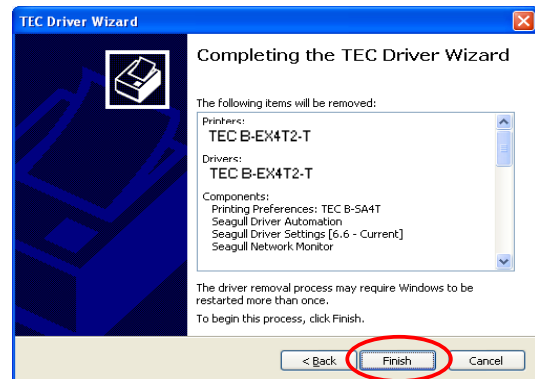 TEC Driver Wizard
Completing the TEC Driver Wizard
The following items will be removed:
Printers:
TEC B-EX4T2-T
Drivers:
TEC B-EX4T2-T
Components:
Printing Preferences: TEC B-SA4T
Seagull Driver Automation
Seagull Driver Settings [6.6 - Current]
Seagull Network Monitor
The driver removal process may require Windows to be
restarted more than once.
To begin this process, click Finish.
< Back Finish Cancel